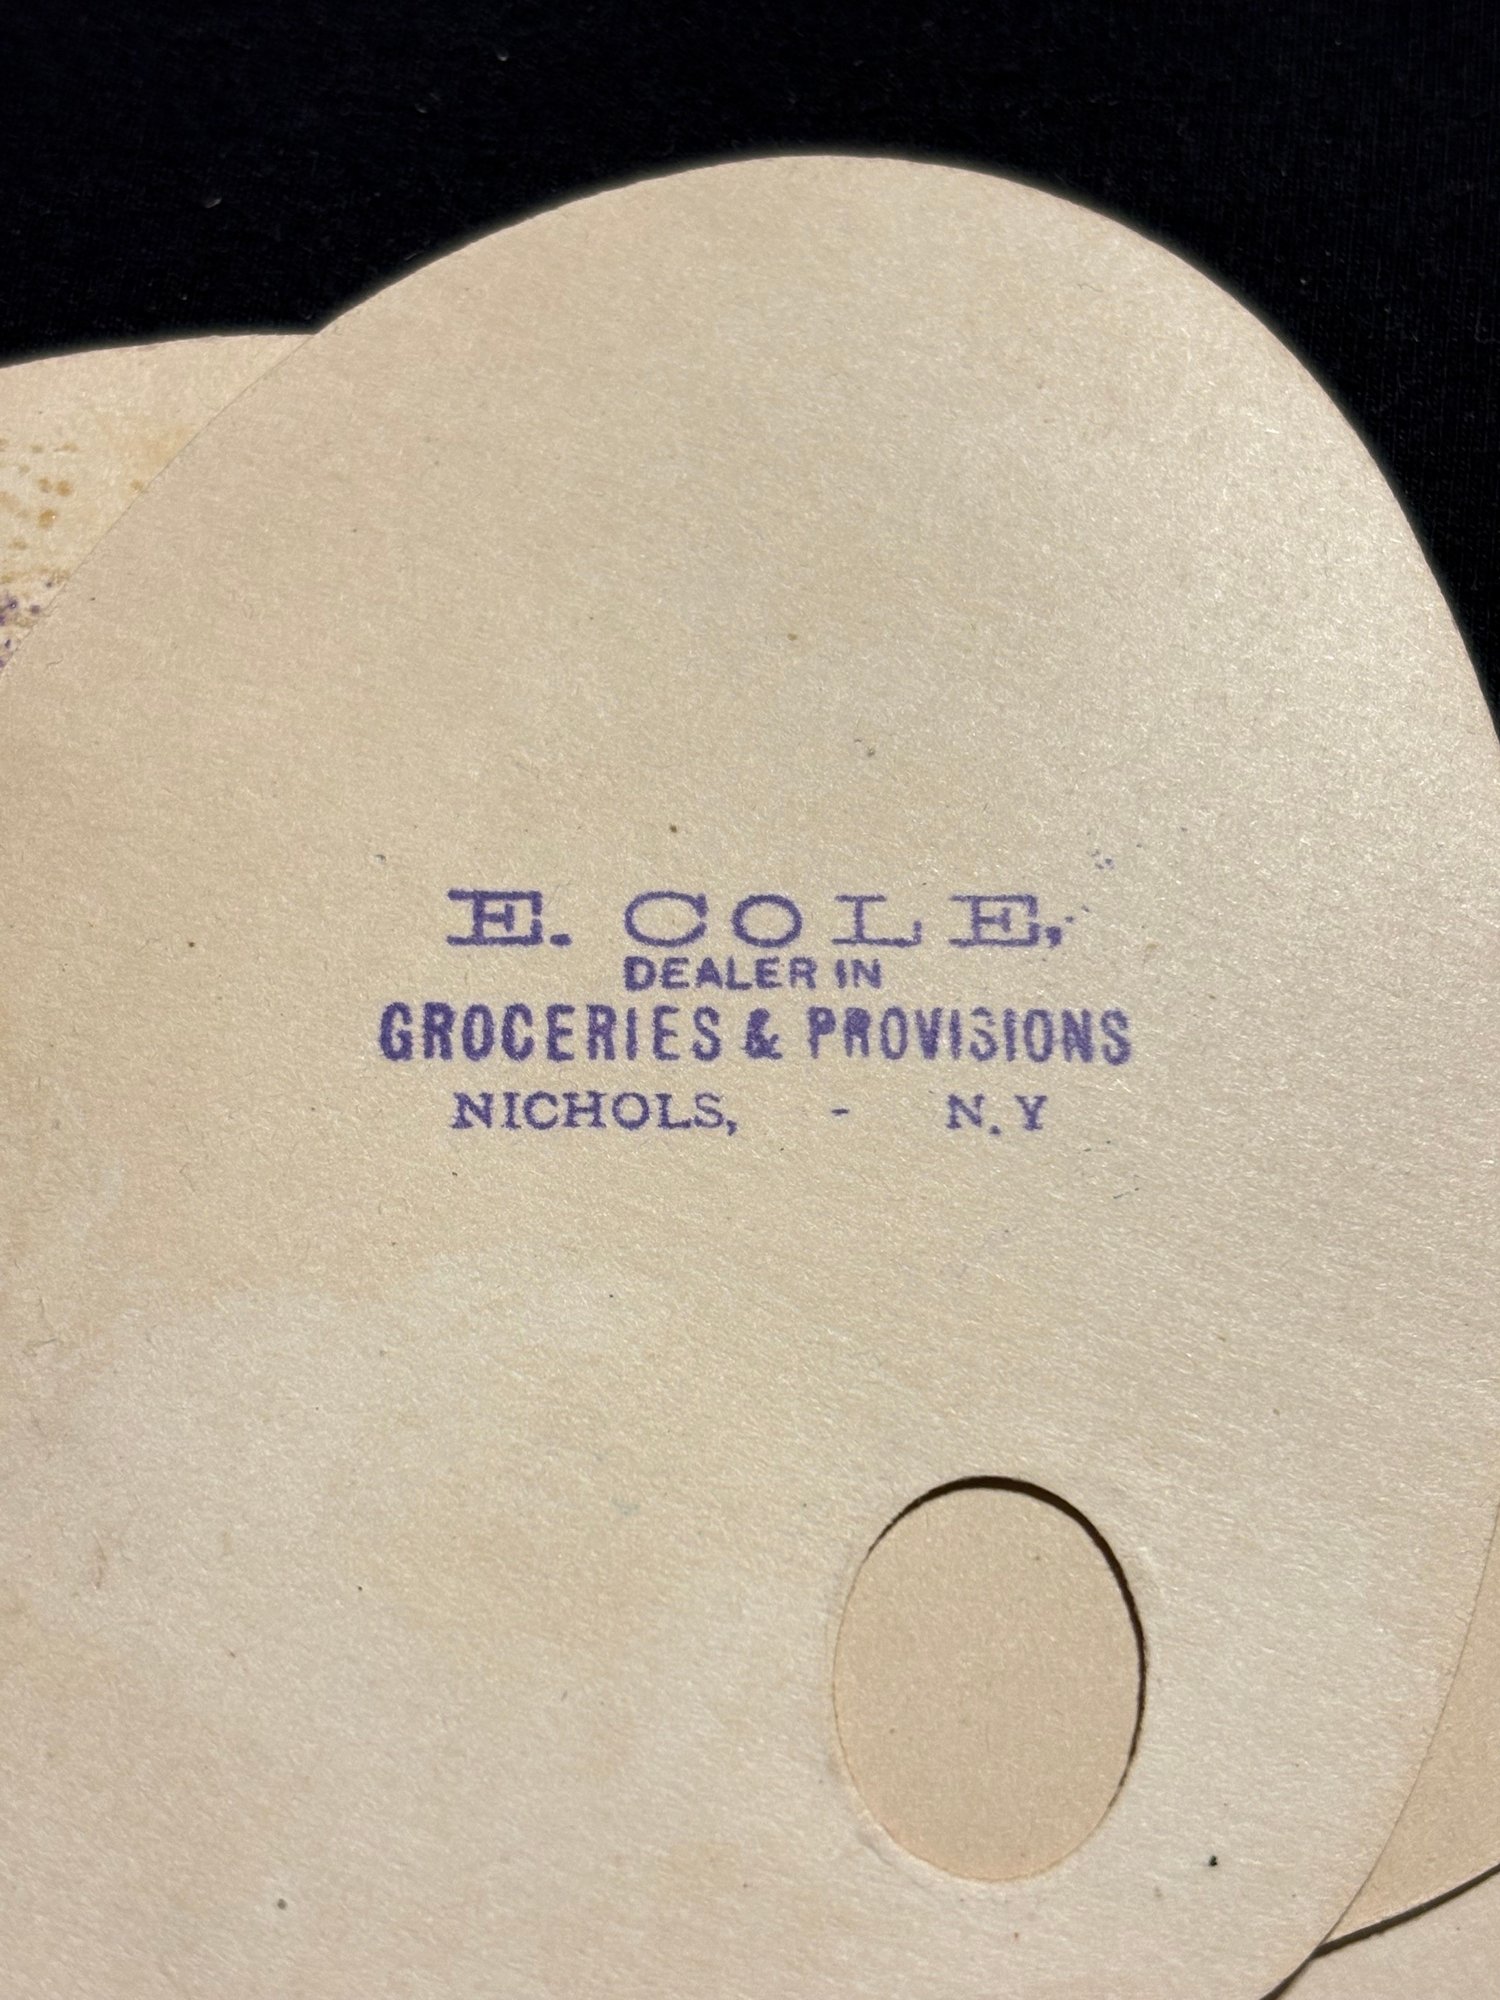 E. COLE,
DEALER IN
GROCERIES & PROVISIONS
NICHOLS, - N.Y